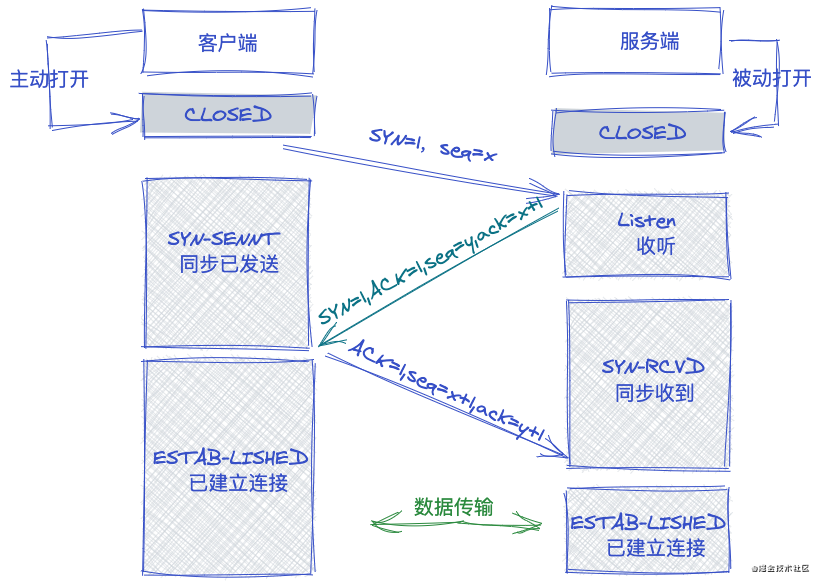 客户端
服务端
主动打开
被动打开
CLOSED
CLOSED
SYN=1, seq=x
Listen
收听
SYN=1,ACK=1,seq=y,ack=x+1
SYN-SENNT
同步已发送
ACK=1,seq=x+1,ack=y+1
SYN-RCVD
同步收到
ESTAB-LISHED
已建立连接
数据传输
ESTAB-LISHED
已建立连接
@掘金技术社区